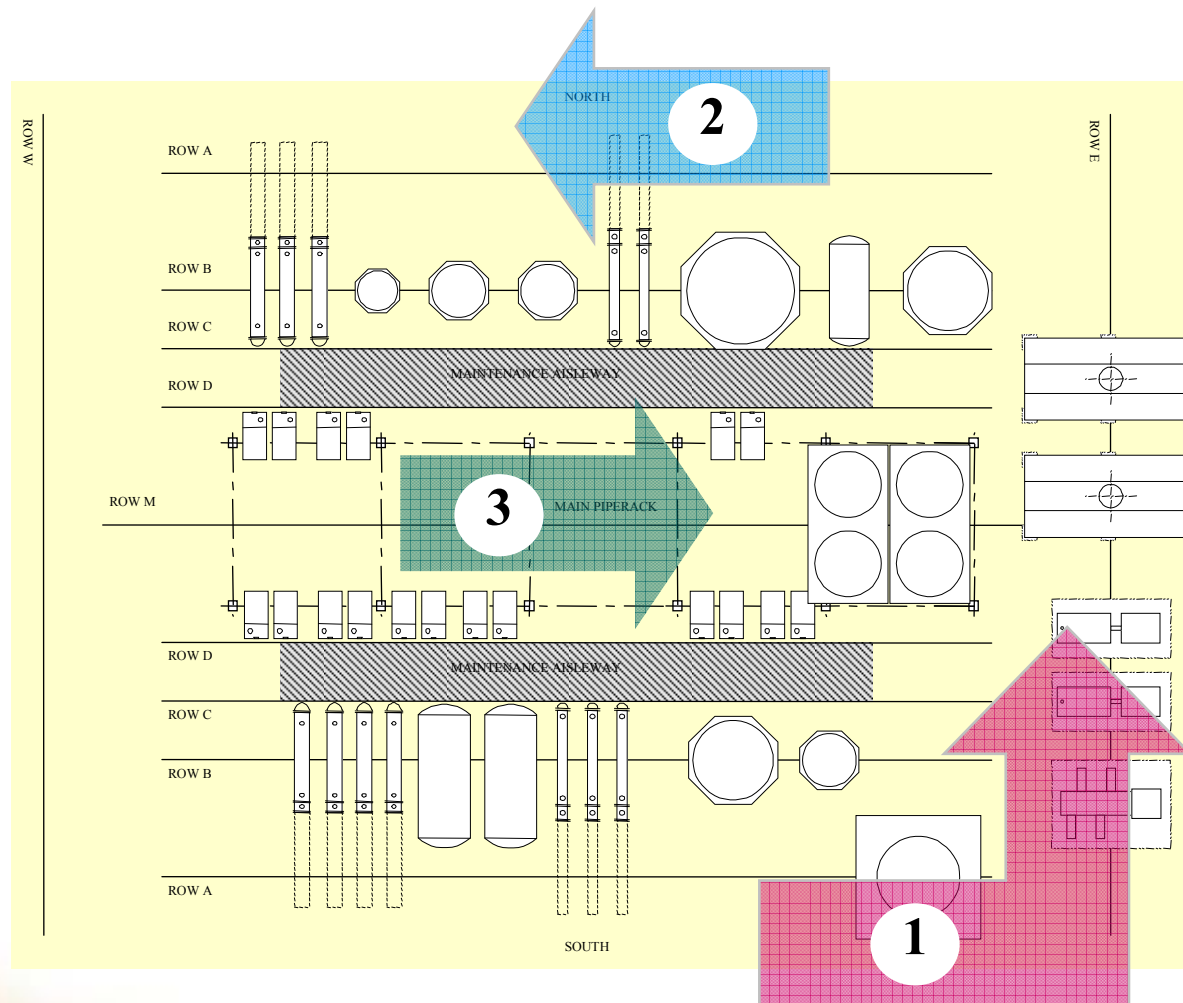 NORTH
2
ROW W
ROW E
ROW A
ROW B
ROW C
MAINTENANCE AISLEWAY
ROW D
ROW M
3
MAIN PIPERACK
ROW D
MAINTENANCE AISLEWAY
ROW C
ROW B
ROW A
1
SOUTH